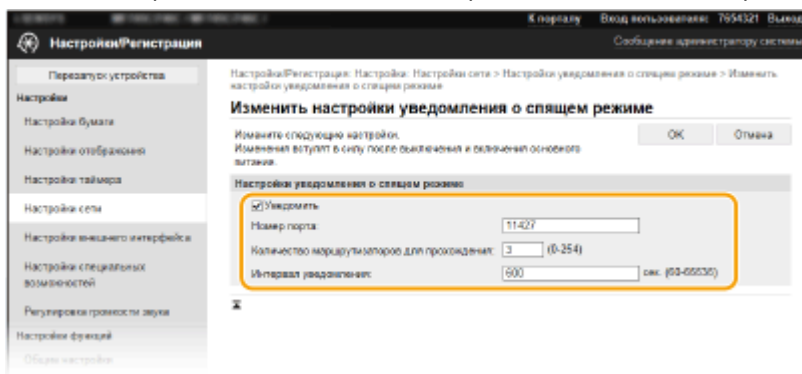 К порталу Вход пользователя: 7654321 Выход
Настройки/Регистрация
Сообщение администратору системы
Перезапуск устройства
Настройки
Настройки бумаги
Настройки отображения
Настройки таймера
Настройки сети
Настройки внешнего интерфейса
Настройки специальных
возможностей
Регулировка громкости звука
Настройки функций
Общие настройки
Настройки/Регистрация: Настройки: Настройки сети > Настройки уведомления о спящем режиме > Изменить
настройки уведомления о спящем режиме
Изменить настройки уведомления о спящем режиме
Измените следующие настройки.
Изменения вступят в силу после выключения и включения основного
питания.
OK Отмена
Настройки уведомления о спящем режиме
Уведомить
Номер порта: 11427
Количество маршрутизаторов для прохождения: 3 (0-254)
Интервал уведомления: 600 сек. (60-65535)